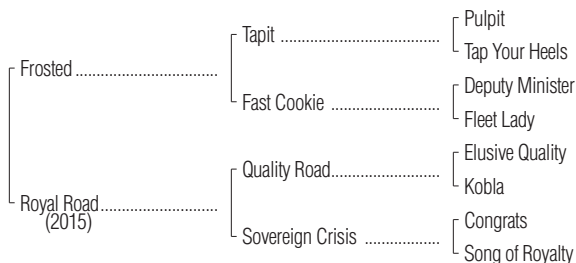 Pulpit
Tapit ........................................
Tap Your Heels
Frosted ....................................
Deputy Minister
Fast Cookie ...........................
Fleet Lady
Elusive Quality
Quality Road...........................
Kobla
Royal Road..............................
(2015)
Congrats
Sovereign Crisis ...................
Song of Royalty